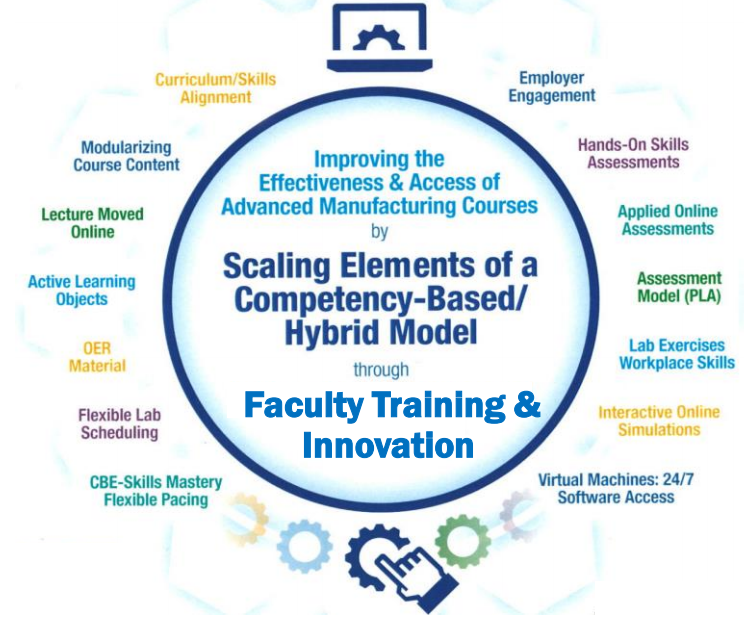 Curriculum/Skills
Alignment
Modularizing
Course Content
Lecture Moved
Online
Active Learning
Objects
OER
Material
Flexible Lab
Scheduling
CBE-Skills Mastery
Flexible Pacing
Improving the
Effectiveness & Access of
Advanced Manufacturing Courses
by
Scaling Elements of a
Competency-Based/
Hybrid Model
through
Faculty Training &
Innovation
Employer
Engagement
Hands-On Skills
Assessments
Applied Online
Assessments
Assessment
Model (PLA)
Lab Exercises
Workplace Skills
Interactive Online
Simulations
Virtual Machines: 24/7
Software Access